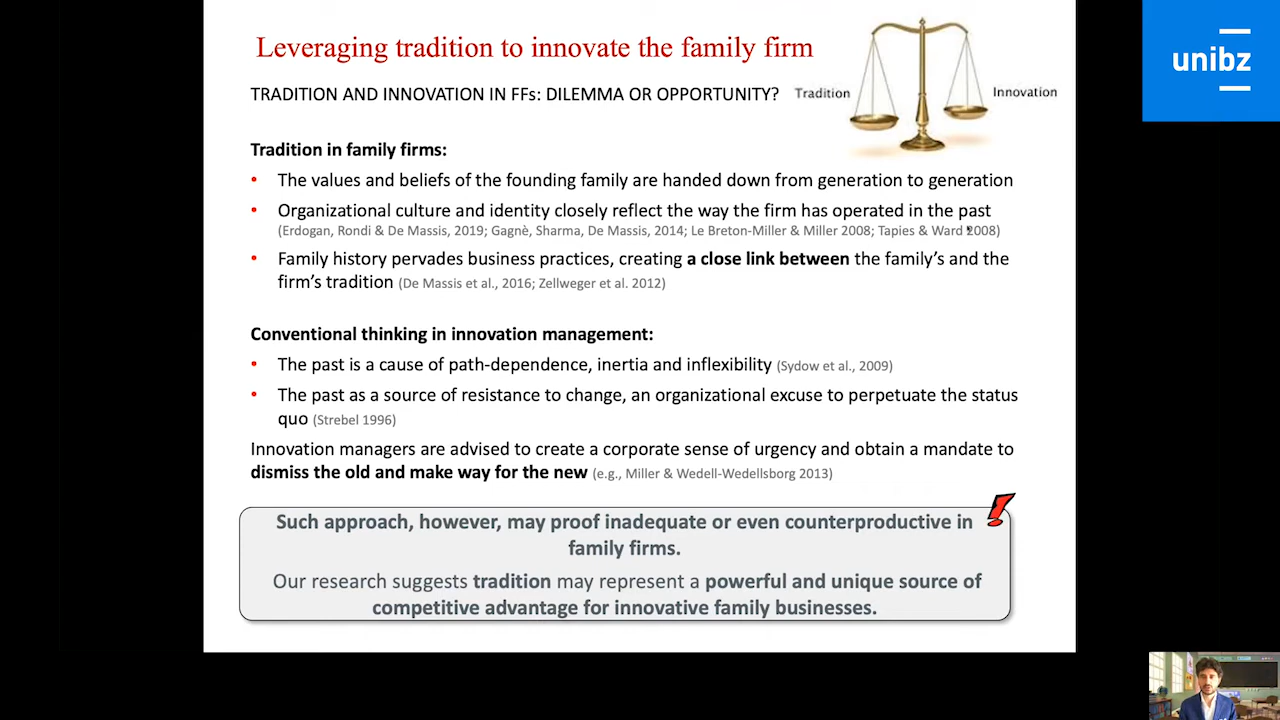 Leveraging tradition to innovate the family firm
unibz
TRADITION AND INNOVATION IN FFs: DILEMMA OR OPPORTUNITY?
Tradition
Innovation
Tradition in family firms:
• The values and beliefs of the founding family are handed down from generation to generation
• Organizational culture and identity closely reflect the way the firm has operated in the past
(Erdogan, Rondi & De Massis, 2019; Gagnè, Sharma, De Massis, 2014; Le Breton-Miller & Miller 2008; Tapies & Ward 2008)
• Family history pervades business practices, creating a close link between the family's and the
firm's tradition (De Massis et al., 2016; Zellweger et al. 2012)
Conventional thinking in innovation management:
• The past is a cause of path-dependence, inertia and inflexibility (Sydow et al., 2009)
• The past as a source of resistance to change, an organizational excuse to perpetuate the status
quo (Strebel 1996)
Innovation managers are advised to create a corporate sense of urgency and obtain a mandate to
dismiss the old and make way for the new (e.g., Miller & Wedell-Wedellsborg 2013)
Such approach, however, may proof inadequate or even counterproductive in
family firms.
Our research suggests tradition may represent a powerful and unique source of
competitive advantage for innovative family businesses.